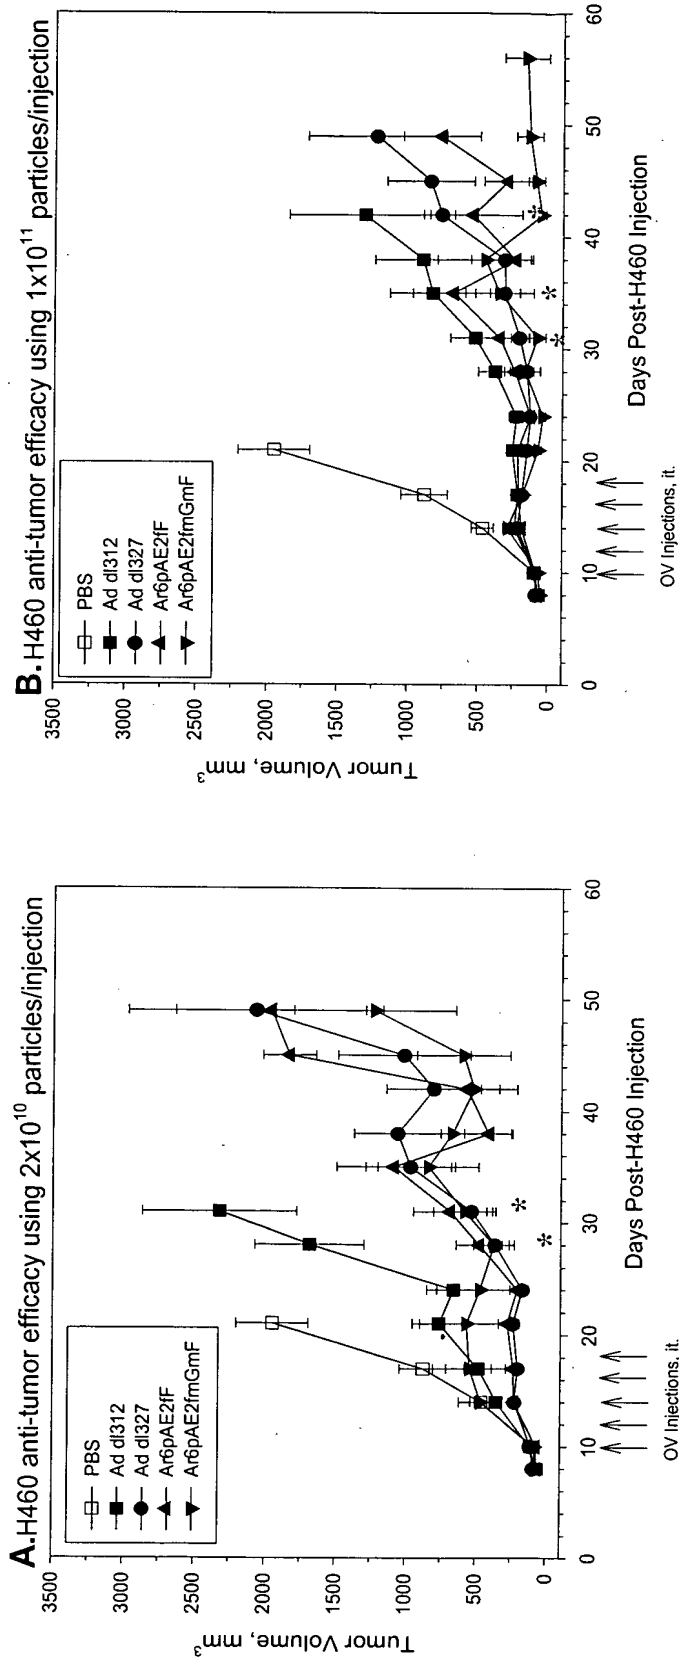 A. H460 anti-tumor efficacy using 2x10^10 particles/injection
PBS
Ad dl312
Ad dl327
Ar6pAE2fF
Ar6pAE2fmGmF
Tumor Volume, mm³
3500
3000
2500
2000
1500
1000
500
0
*
*
0
10
20
30
40
50
60
OV Injections, it.
Days Post-H460 Injection
B. H460 anti-tumor efficacy using 1x10^11 particles/injection
PBS
Ad dl312
Ad dl327
Ar6pAE2fF
Ar6pAE2fmGmF
Tumor Volume, mm³
3500
3000
2500
2000
1500
1000
500
0
*
*
*
0
10
20
30
40
50
60
OV Injections, it.
Days Post-H460 Injection